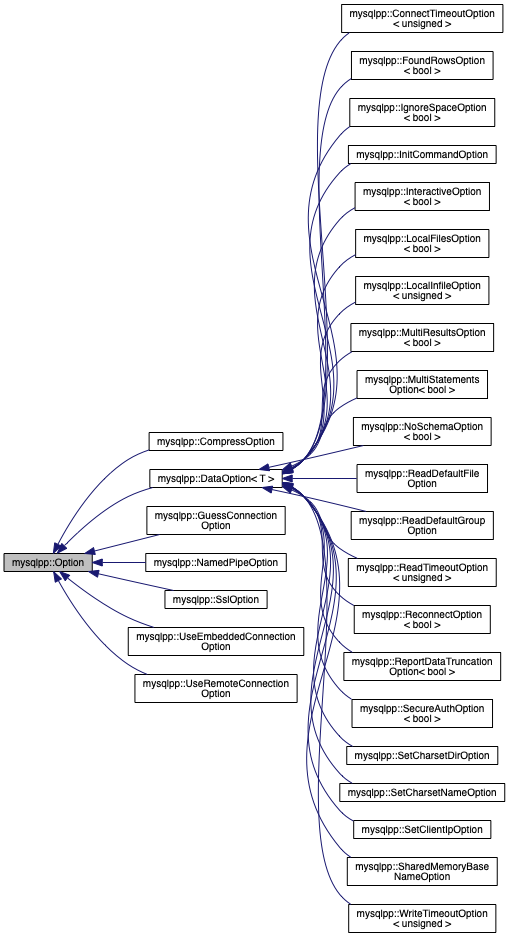 mysqlpp::Option
mysqlpp::CompressOption
mysqlpp::DataOption< T >
mysqlpp::GuessConnection
Option
mysqlpp::NamedPipeOption
mysqlpp::SslOption
mysqlpp::UseEmbeddedConnection
Option
mysqlpp::UseRemoteConnection
Option
mysqlpp::ConnectTimeoutOption
< unsigned >
mysqlpp::FoundRowsOption
< bool >
mysqlpp::IgnoreSpaceOption
< bool >
mysqlpp::InitCommandOption
mysqlpp::InteractiveOption
< bool >
mysqlpp::LocalFilesOption
< bool >
mysqlpp::LocalInfileOption
< unsigned >
mysqlpp::MultiResultsOption
< bool >
mysqlpp::MultiStatements
Option< bool >
mysqlpp::NoSchemaOption
< bool >
mysqlpp::ReadDefaultFile
Option
mysqlpp::ReadDefaultGroup
Option
mysqlpp::ReadTimeoutOption
< unsigned >
mysqlpp::ReconnectOption
< bool >
mysqlpp::ReportDataTruncation
Option< bool >
mysqlpp::SecureAuthOption
< bool >
mysqlpp::SetCharsetDirOption
mysqlpp::SetCharsetNameOption
mysqlpp::SetClientIpOption
mysqlpp::SharedMemoryBase
NameOption
mysqlpp::WriteTimeoutOption
< unsigned >